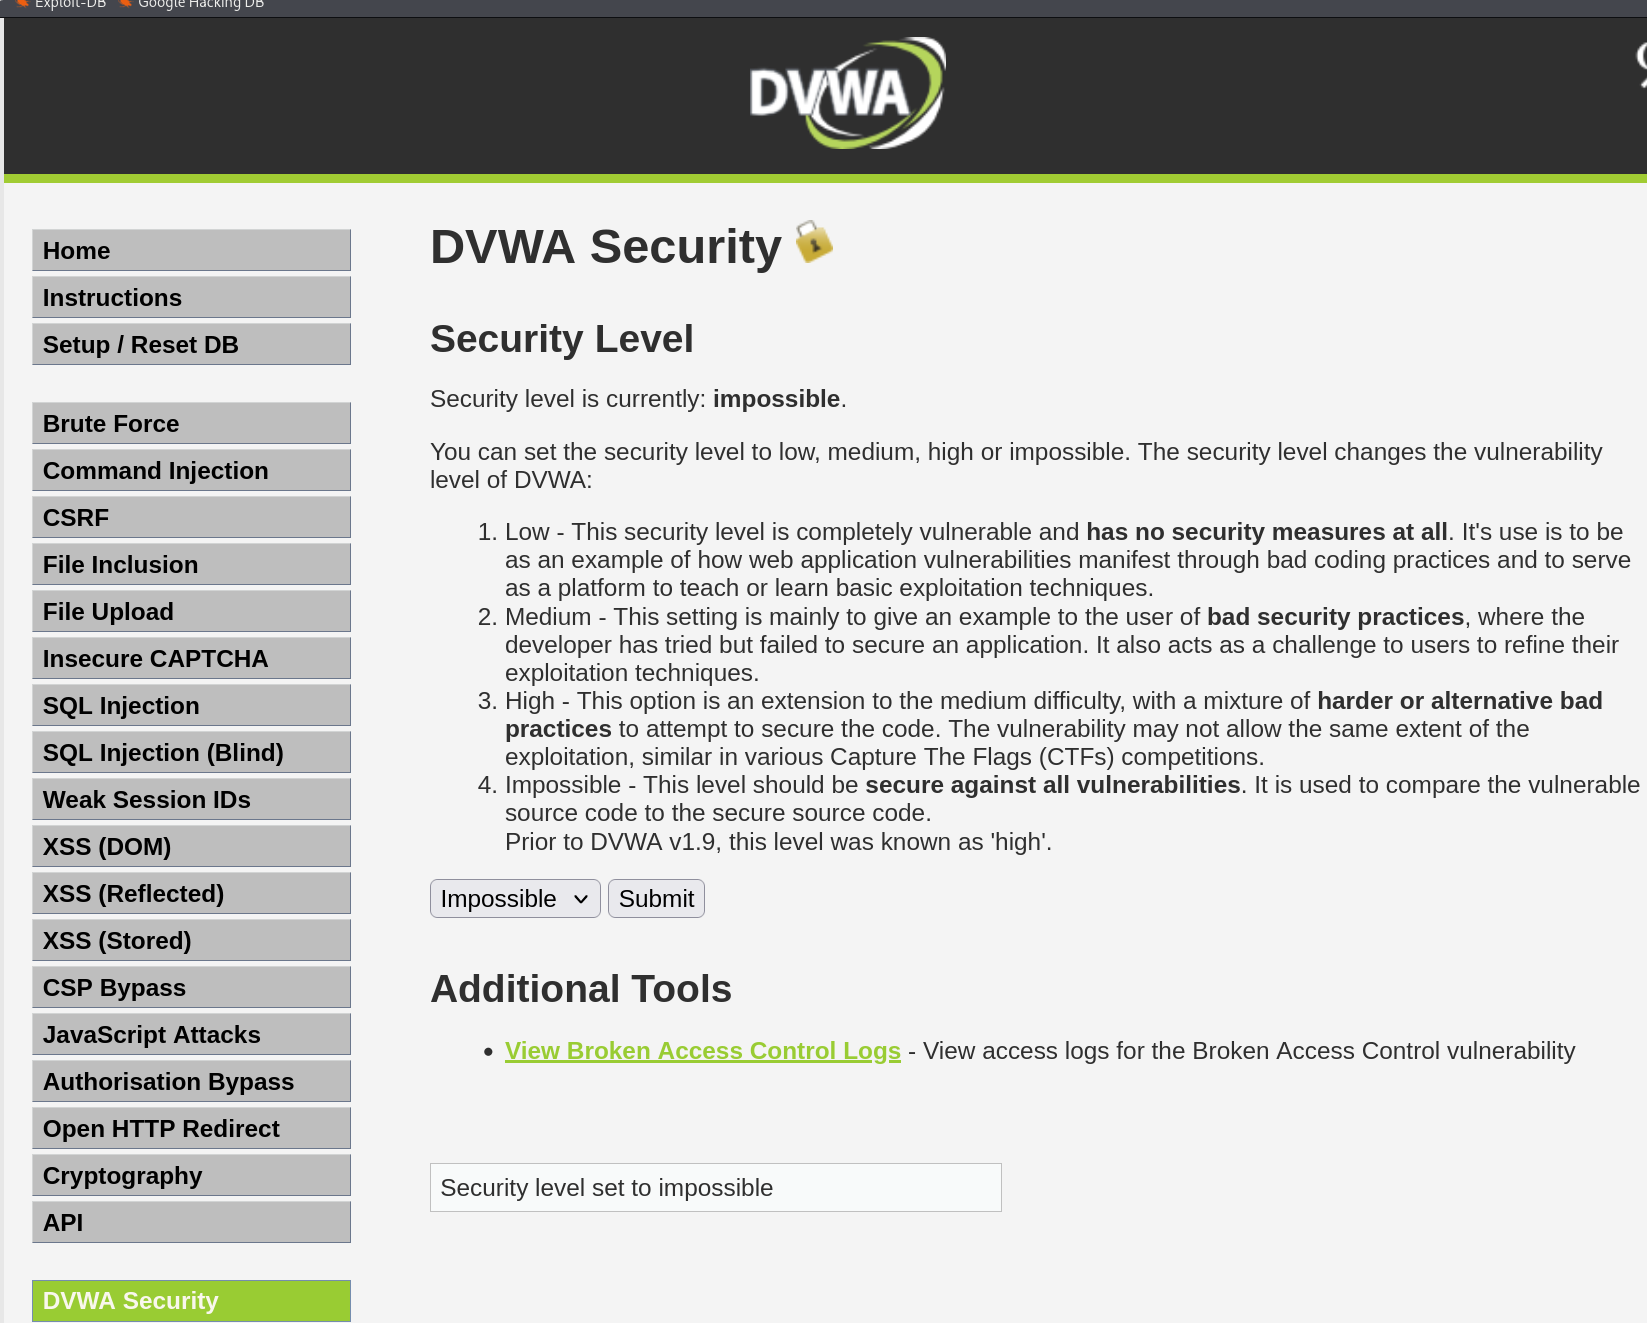 Exploit-DB Google Hacking DB
DVWA
Home
Instructions
Setup / Reset DB
Brute Force
Command Injection
CSRF
File Inclusion
File Upload
Insecure CAPTCHA
SQL Injection
SQL Injection (Blind)
Weak Session IDs
XSS (DOM)
XSS (Reflected)
XSS (Stored)
CSP Bypass
JavaScript Attacks
Authorisation Bypass
Open HTTP Redirect
Cryptography
API
DVWA Security
DVWA Security
Security Level
Security level is currently: impossible.
You can set the security level to low, medium, high or impossible. The security level changes the vulnerability
level of DVWA:
1. Low - This security level is completely vulnerable and has no security measures at all. It's use is to be
as an example of how web application vulnerabilities manifest through bad coding practices and to serve
as a platform to teach or learn basic exploitation techniques.
2. Medium - This setting is mainly to give an example to the user of bad security practices, where the
developer has tried but failed to secure an application. It also acts as a challenge to users to refine their
exploitation techniques.
3. High - This option is an extension to the medium difficulty, with a mixture of harder or alternative bad
practices to attempt to secure the code. The vulnerability may not allow the same extent of the
exploitation, similar in various Capture The Flags (CTFs) competitions.
4. Impossible - This level should be secure against all vulnerabilities. It is used to compare the vulnerable
source code to the secure source code.
Prior to DVWA v1.9, this level was known as 'high'.
Impossible Submit
Additional Tools
• View Broken Access Control Logs - View access logs for the Broken Access Control vulnerability
Security level set to impossible